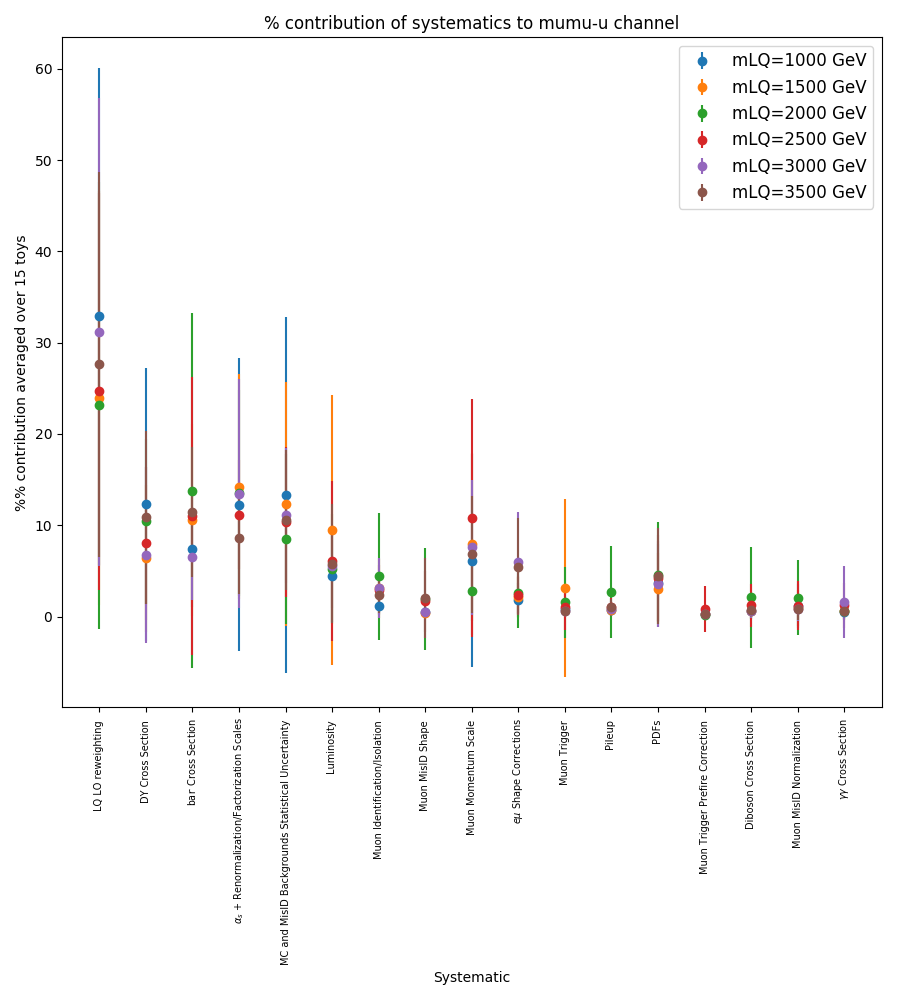 % contribution of systematics to mumu-u channel
mLQ=1000 GeV
mLQ=1500 GeV
mLQ=2000 GeV
mLQ=2500 GeV
mLQ=3000 GeV
mLQ=3500 GeV
%% contribution averaged over 15 toys
60
50
40
30
20
10
0
LQ LO reweighting
DY Cross Section
bar Cross Section
αs + Renormalization/Factorization Scales
MC and MisID Backgrounds Statistical Uncertainty
Luminosity
Muon Identification/Isolation
Muon MisID Shape
Muon Momentum Scale
eμ Shape Corrections
Muon Trigger
Pileup
PDFs
Muon Trigger Prefire Correction
Diboson Cross Section
Muon MisID Normalization
γγ Cross Section
Systematic